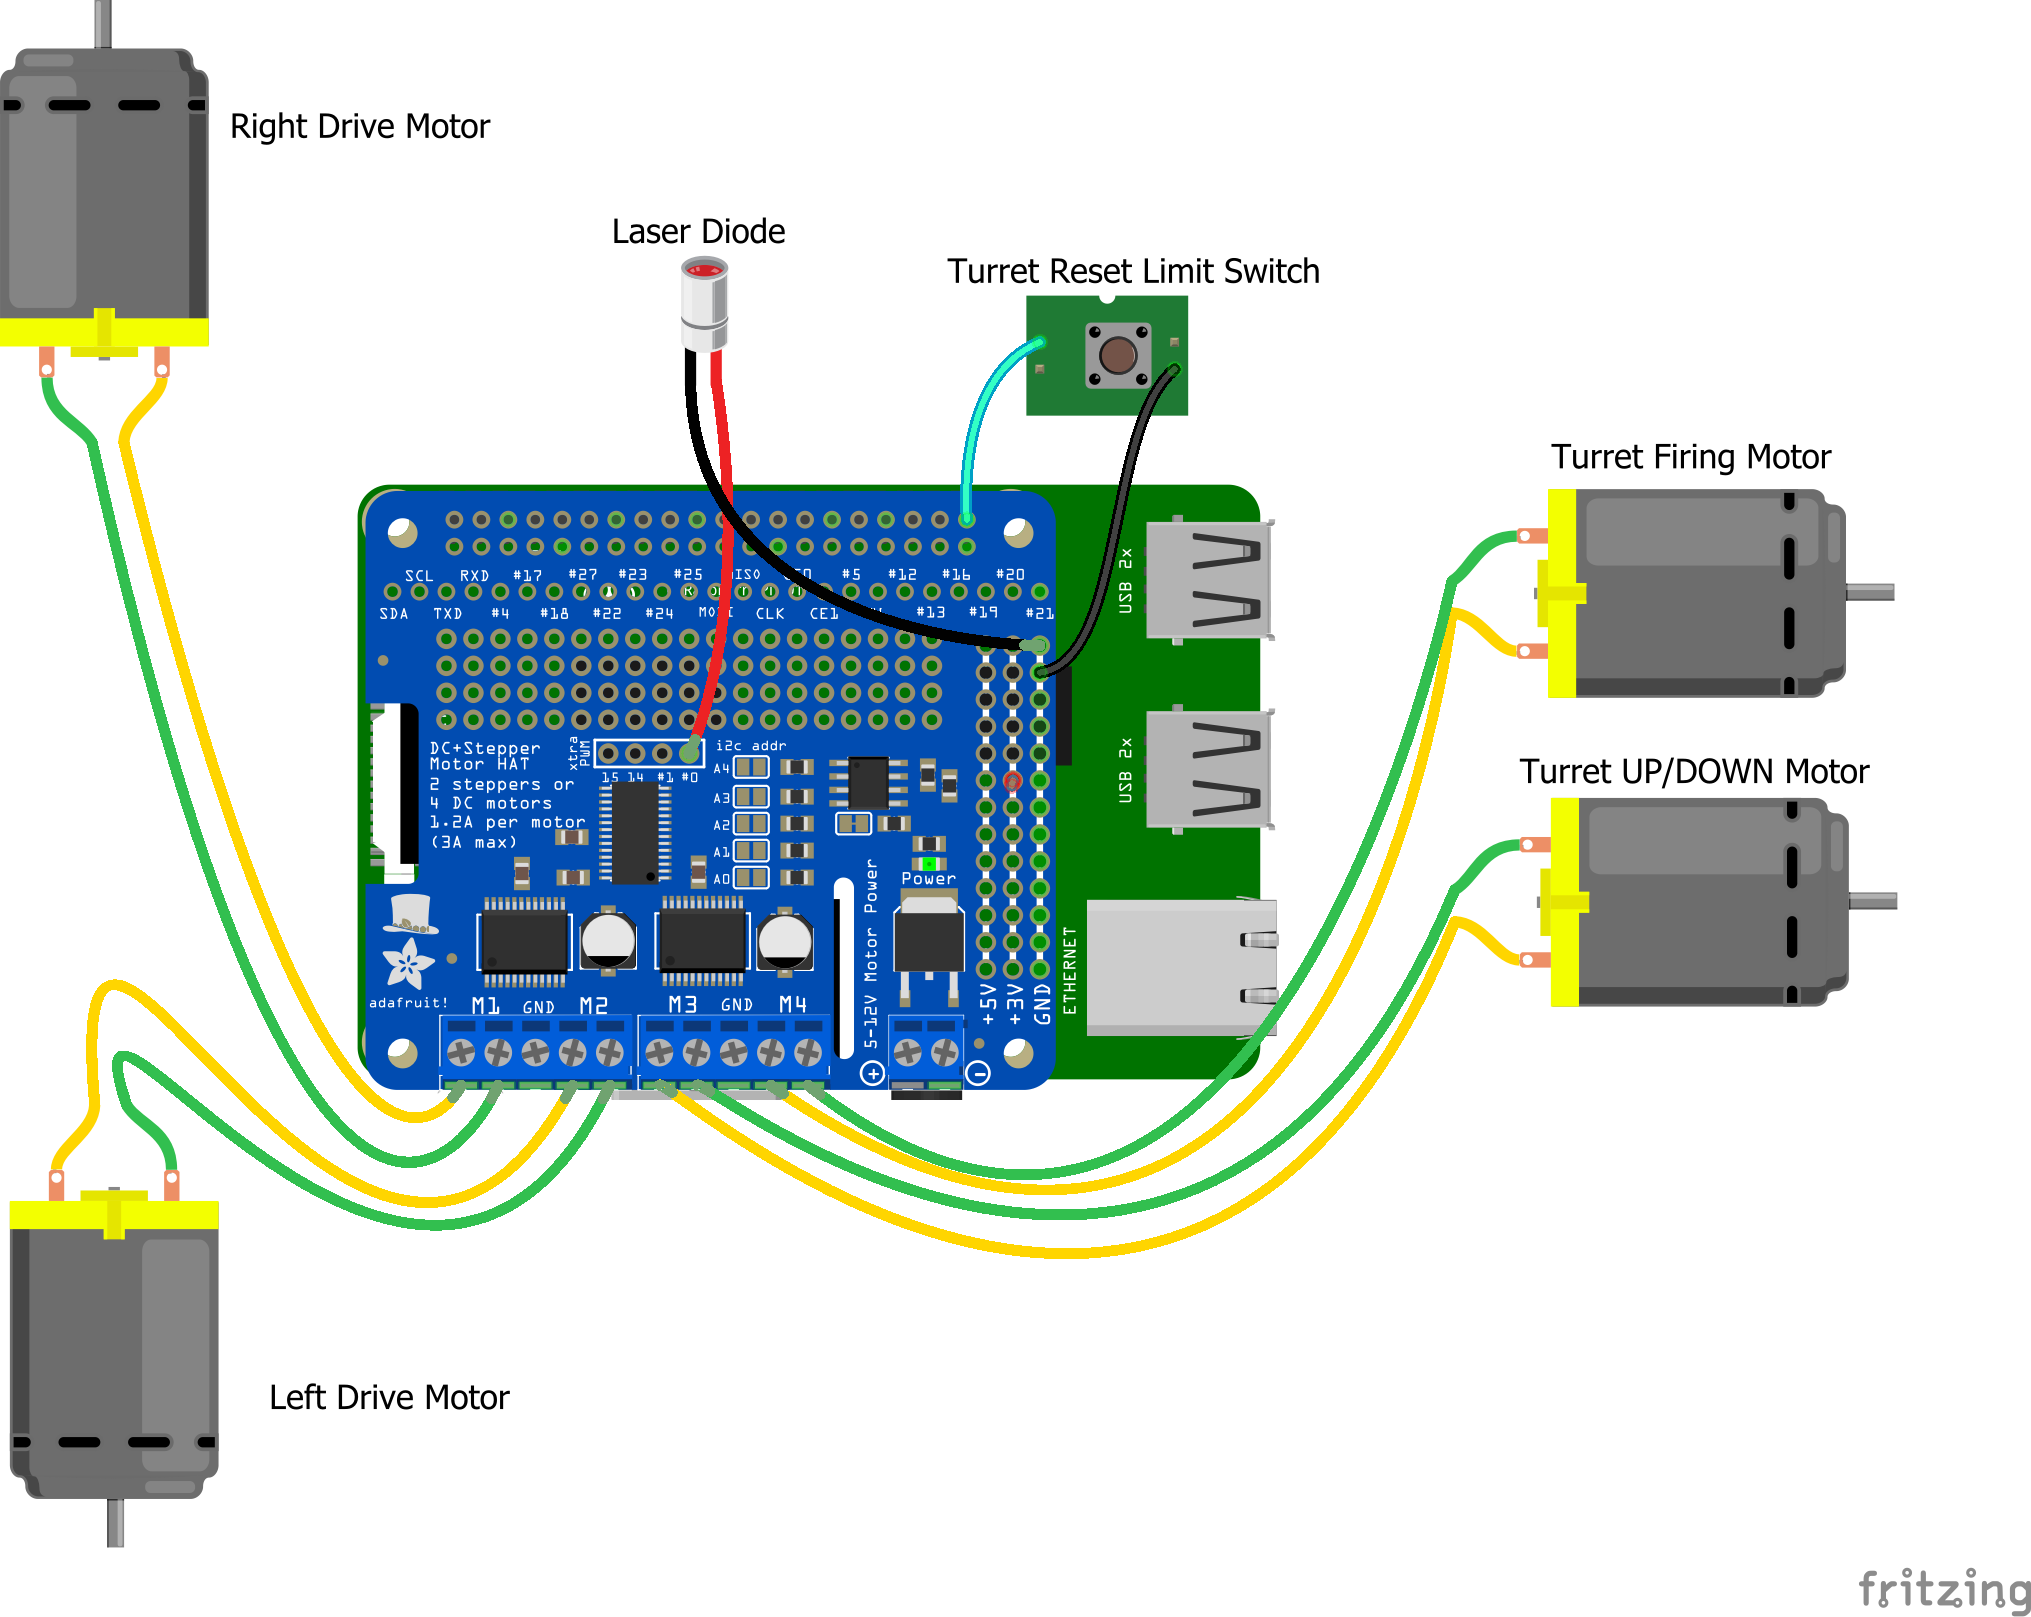 Right Drive Motor
Laser Diode
Turret Reset Limit Switch
Turret Firing Motor
Turret UP/DOWN Motor
SCL RXD #17 #27 #23 #25 #5 #12 #16 #20
SDA TXD #4 #18 #22 #24 CLK CE1 #13 #19 #21
USB 2x
USB 2x
ETHERNET
DC+Stepper
Motor HAT
2 steppers or
4 DC motors
1.2A per motor
(3A max)
xtra
PWM
15 14 #1 #0
i2c addr
A4
A3
A2
A1
A0
Power
5-12V Motor Power
+5V
+3V
GND
adafruit!
M1 GND M2 M3 GND M4
+ -
Left Drive Motor
fritzing